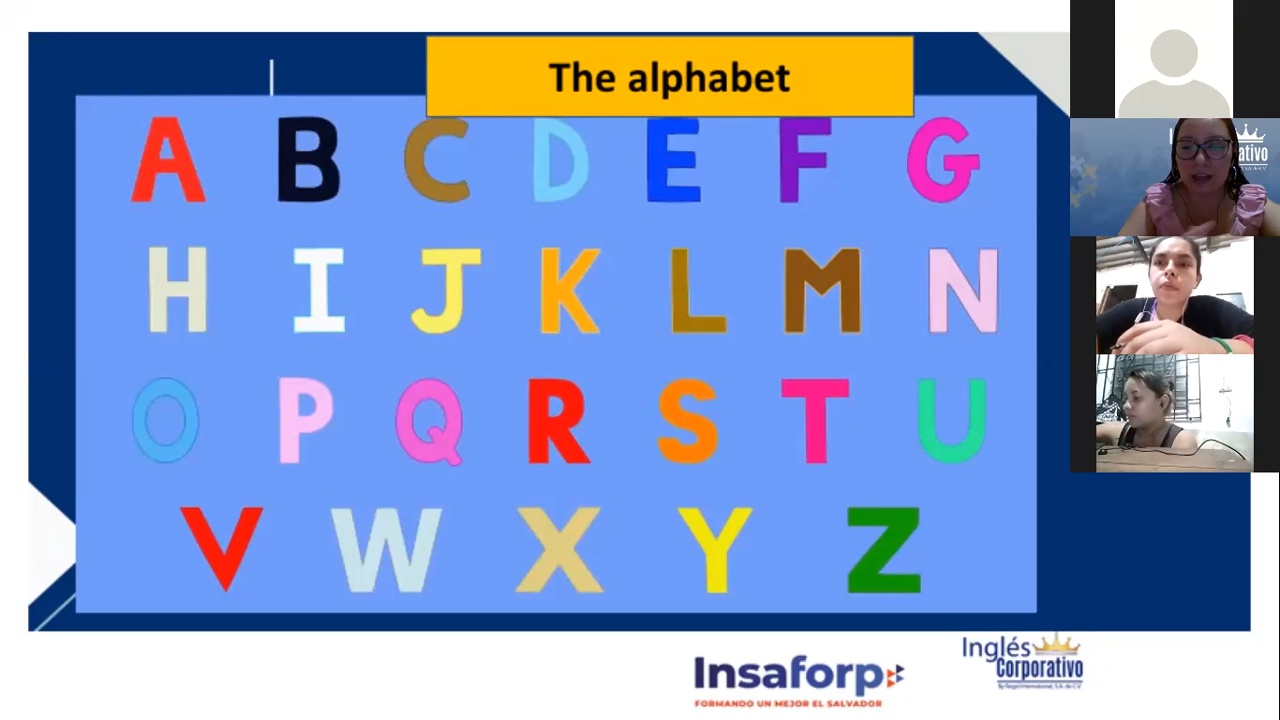 The alphabet
A B C D E F G
H I J K L M N
O P Q R S T U
V W X Y Z
Insaforp
FORMANDO UN MEJOR EL SALVADOR
Inglés
Corporativo